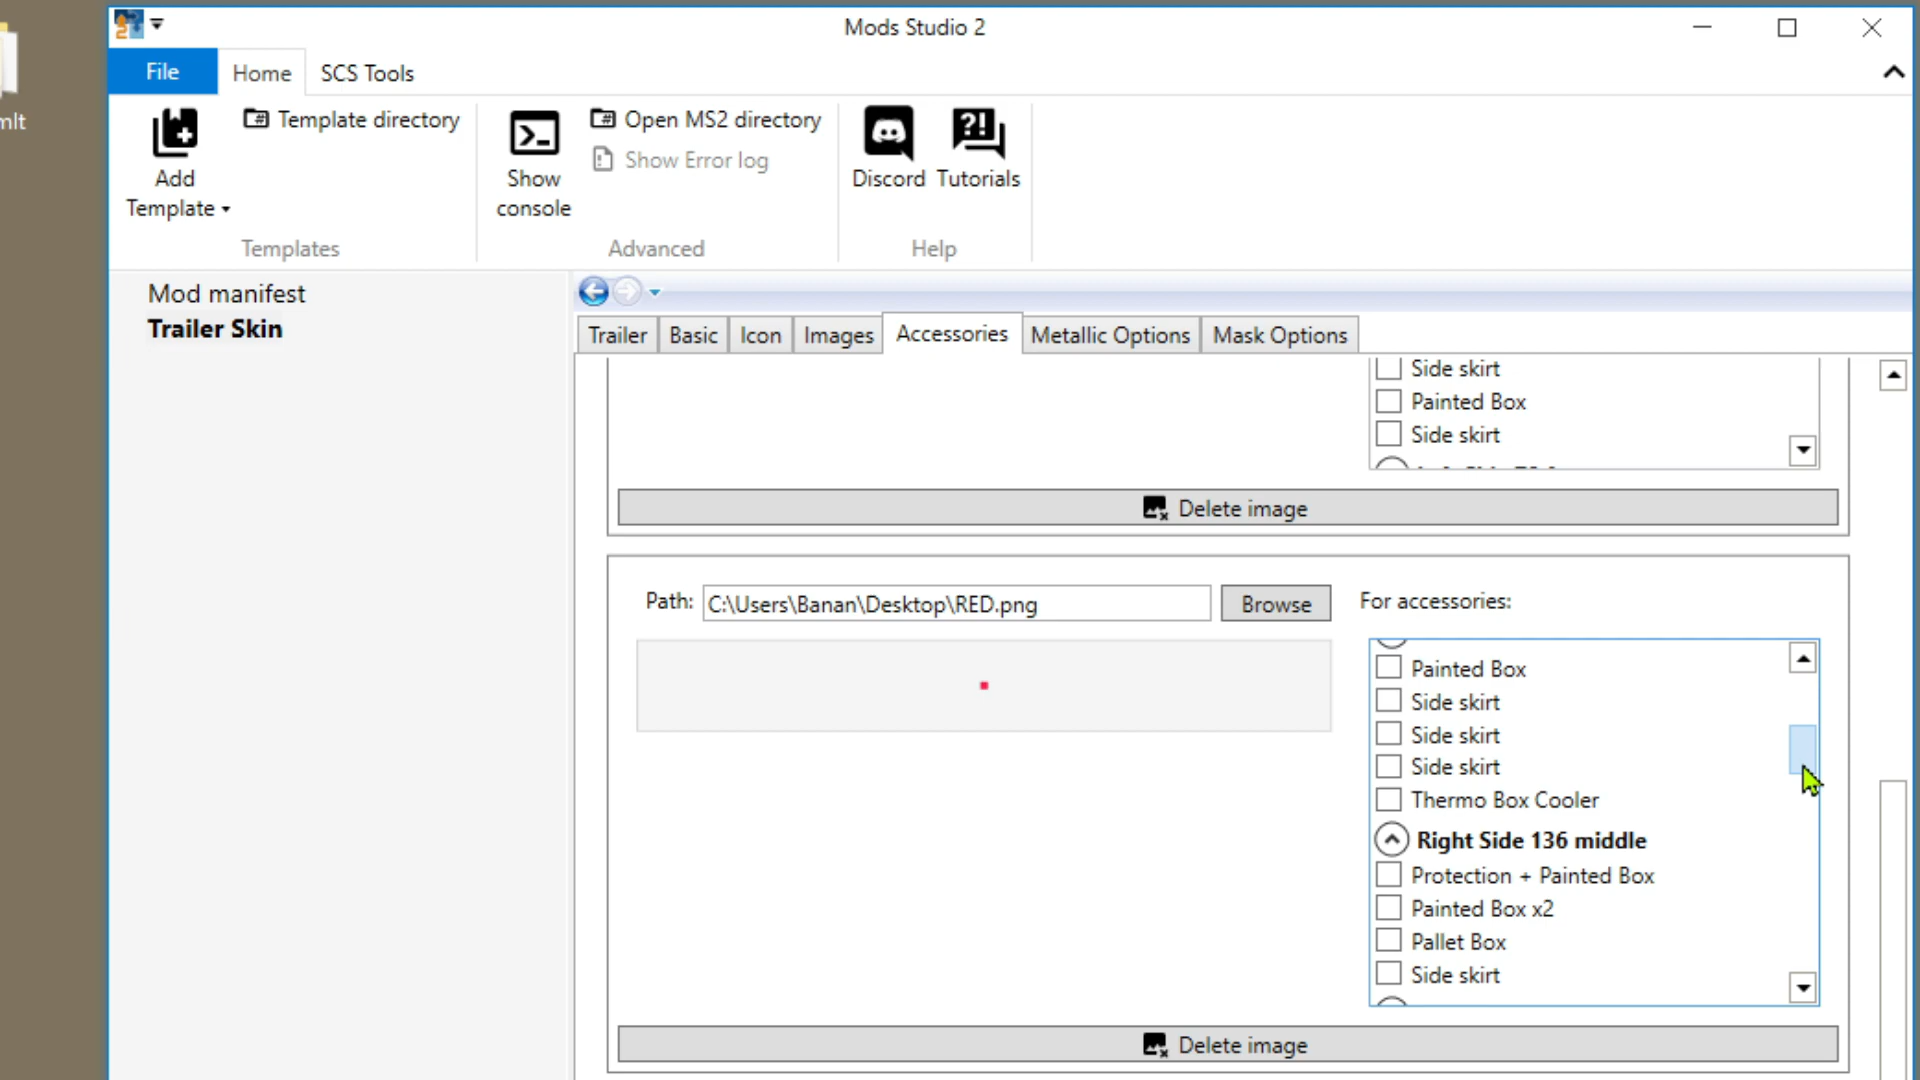 Mods Studio 2
File
Home
SCS Tools
mlt
Add
Template
Template directory
Templates
Show
console
Open MS2 directory
Show Error log
Advanced
Discord
Tutorials
Help
Mod manifest
Trailer Skin
Trailer
Basic
Icon
Images
Accessories
Metallic Options
Mask Options
Side skirt
Painted Box
Side skirt
Delete image
Path:
C:\Users\Banan\Desktop\RED.png
Browse
For accessories:
Painted Box
Side skirt
Side skirt
Side skirt
Thermo Box Cooler
Right Side 136 middle
Protection + Painted Box
Painted Box x2
Pallet Box
Side skirt
Delete image